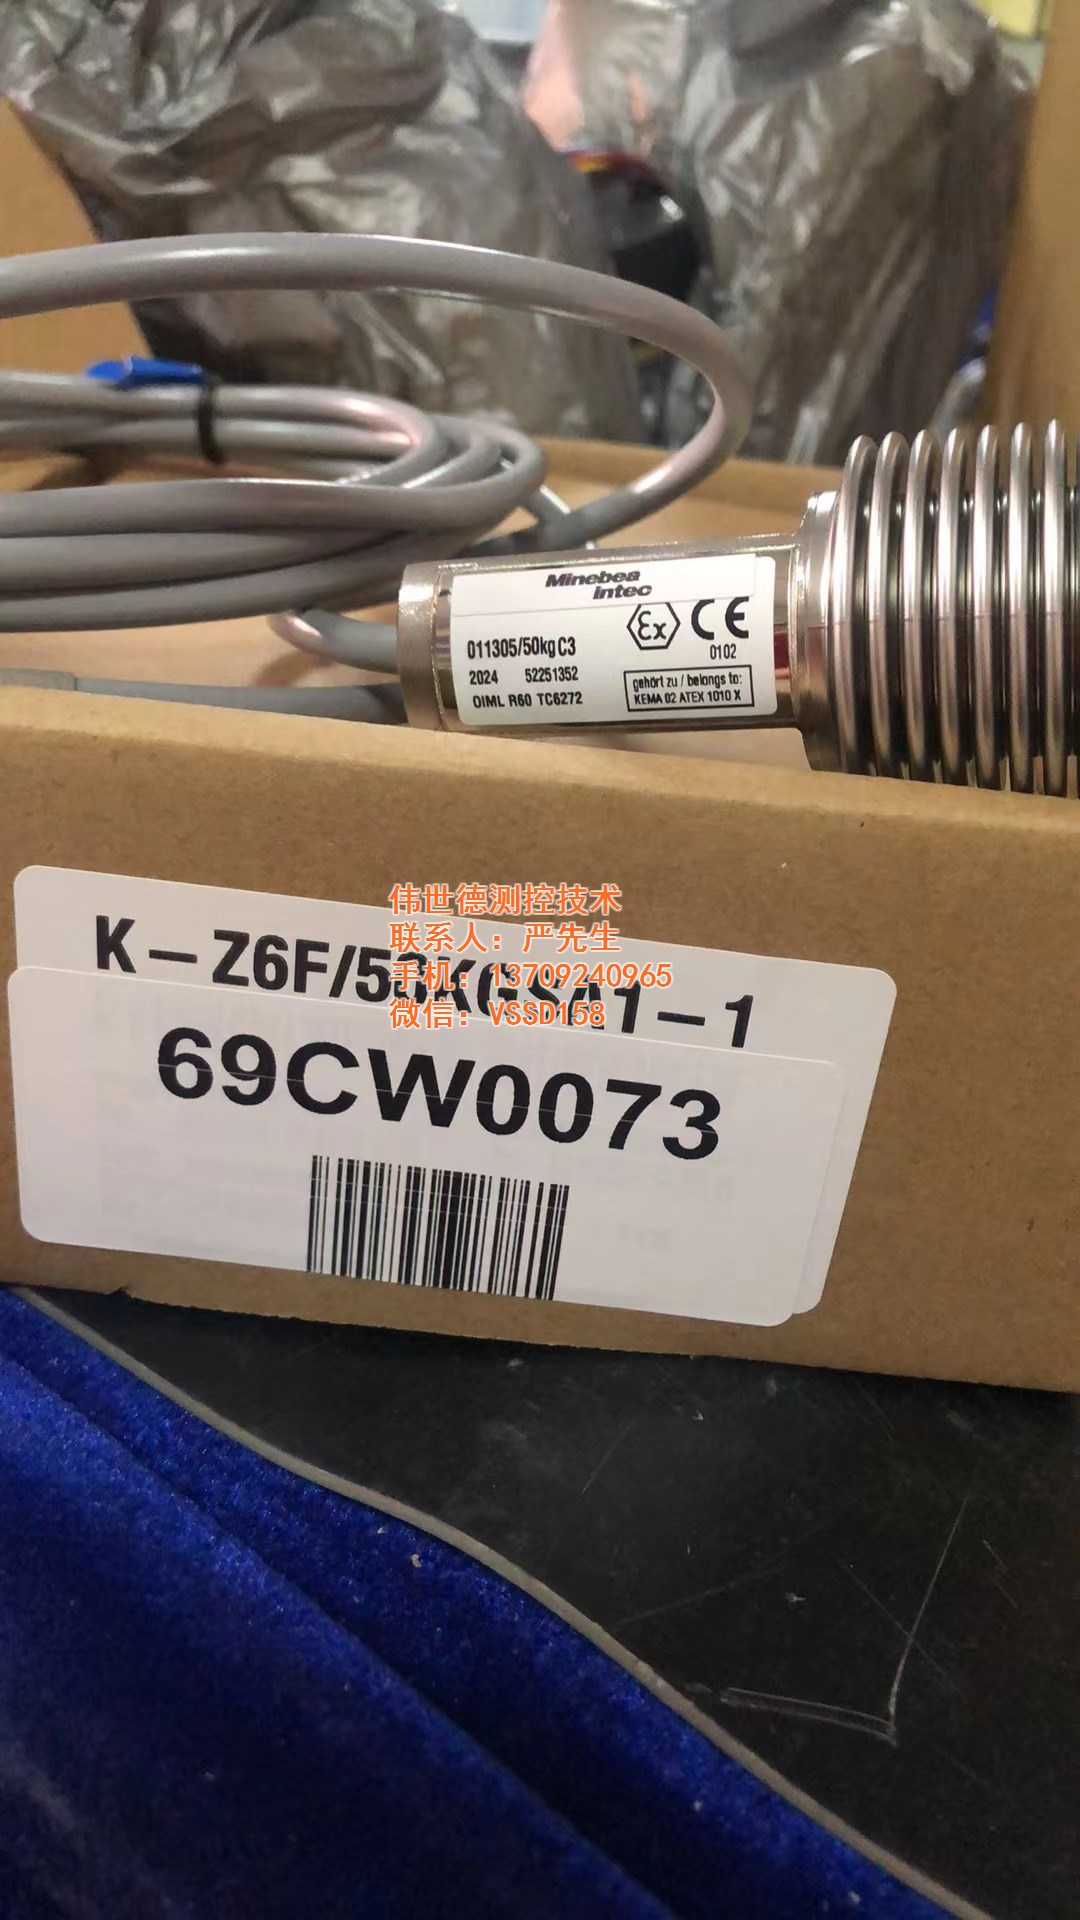 Minebea
intec
011305/50kg C3
2024 52251352
OIML R60 TC6272
Ex CE
0102
gehört zu / belongs to:
KEMA 02 ATEX 1010 X
伟世德测控技术
联系人：严先生
手机：13709240965
微信：VSSD158
K-Z6F/50KGSA1-1
69CW0073